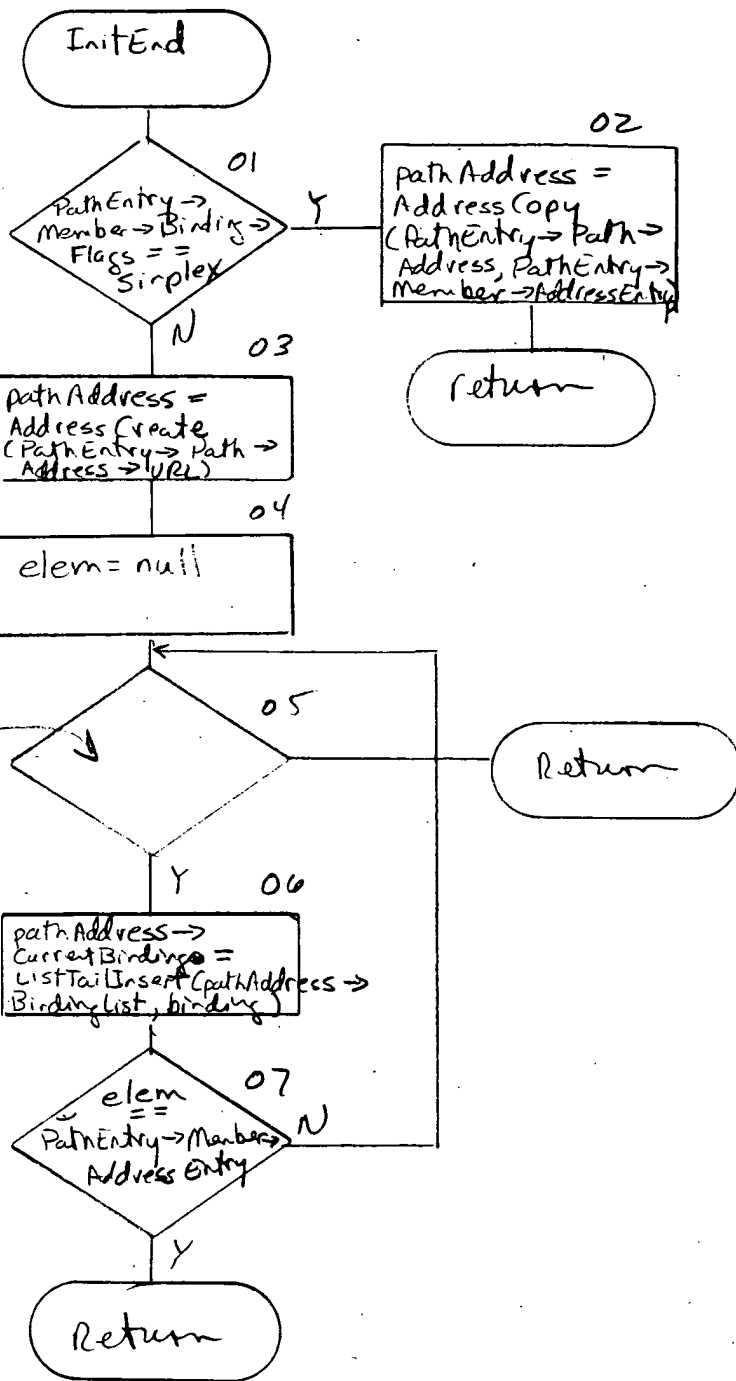 InitEnd
01
PathEntry→
Member→Binding→
Flags ==
Simplex
Y
02
pathAddress =
AddressCopy
(PathEntry→Path→
Address, PathEntry→
Member→AddressEntry)
return
N
03
pathAddress =
AddressCreate
(PathEntry→Path→
Address→URL)
04
elem = null
05
Return
Y
06
pathAddress→
CurrentBinding =
ListTailInsert(pathAddress→
BindingList, binding)
07
elem
==
PathEntry→Member→
AddressEntry
N
Y
Return